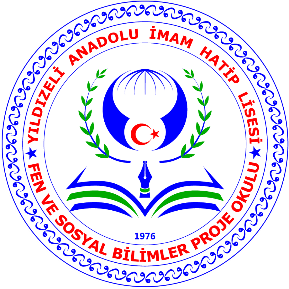 YILDIZELİ ANADOLU İMAM HATİP LİSESİ
1976
FEN VE SOSYAL BİLİMLER PROJE OKULU